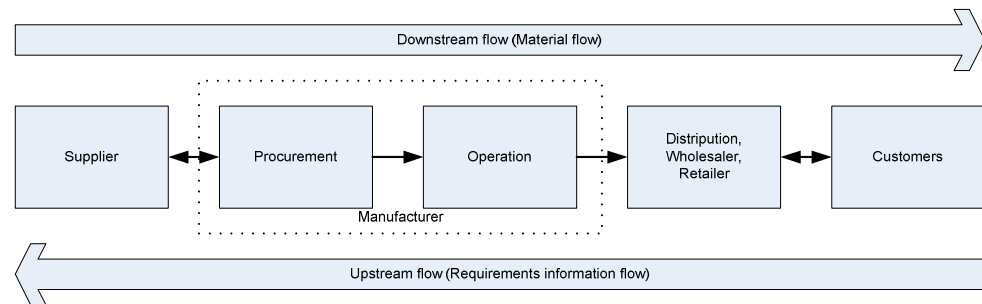 Downstream flow (Material flow)
Supplier
Procurement
Operation
Distripution,
Wholesaler,
Retailer
Customers
Manufacturer
Upstream flow (Requirements information flow)